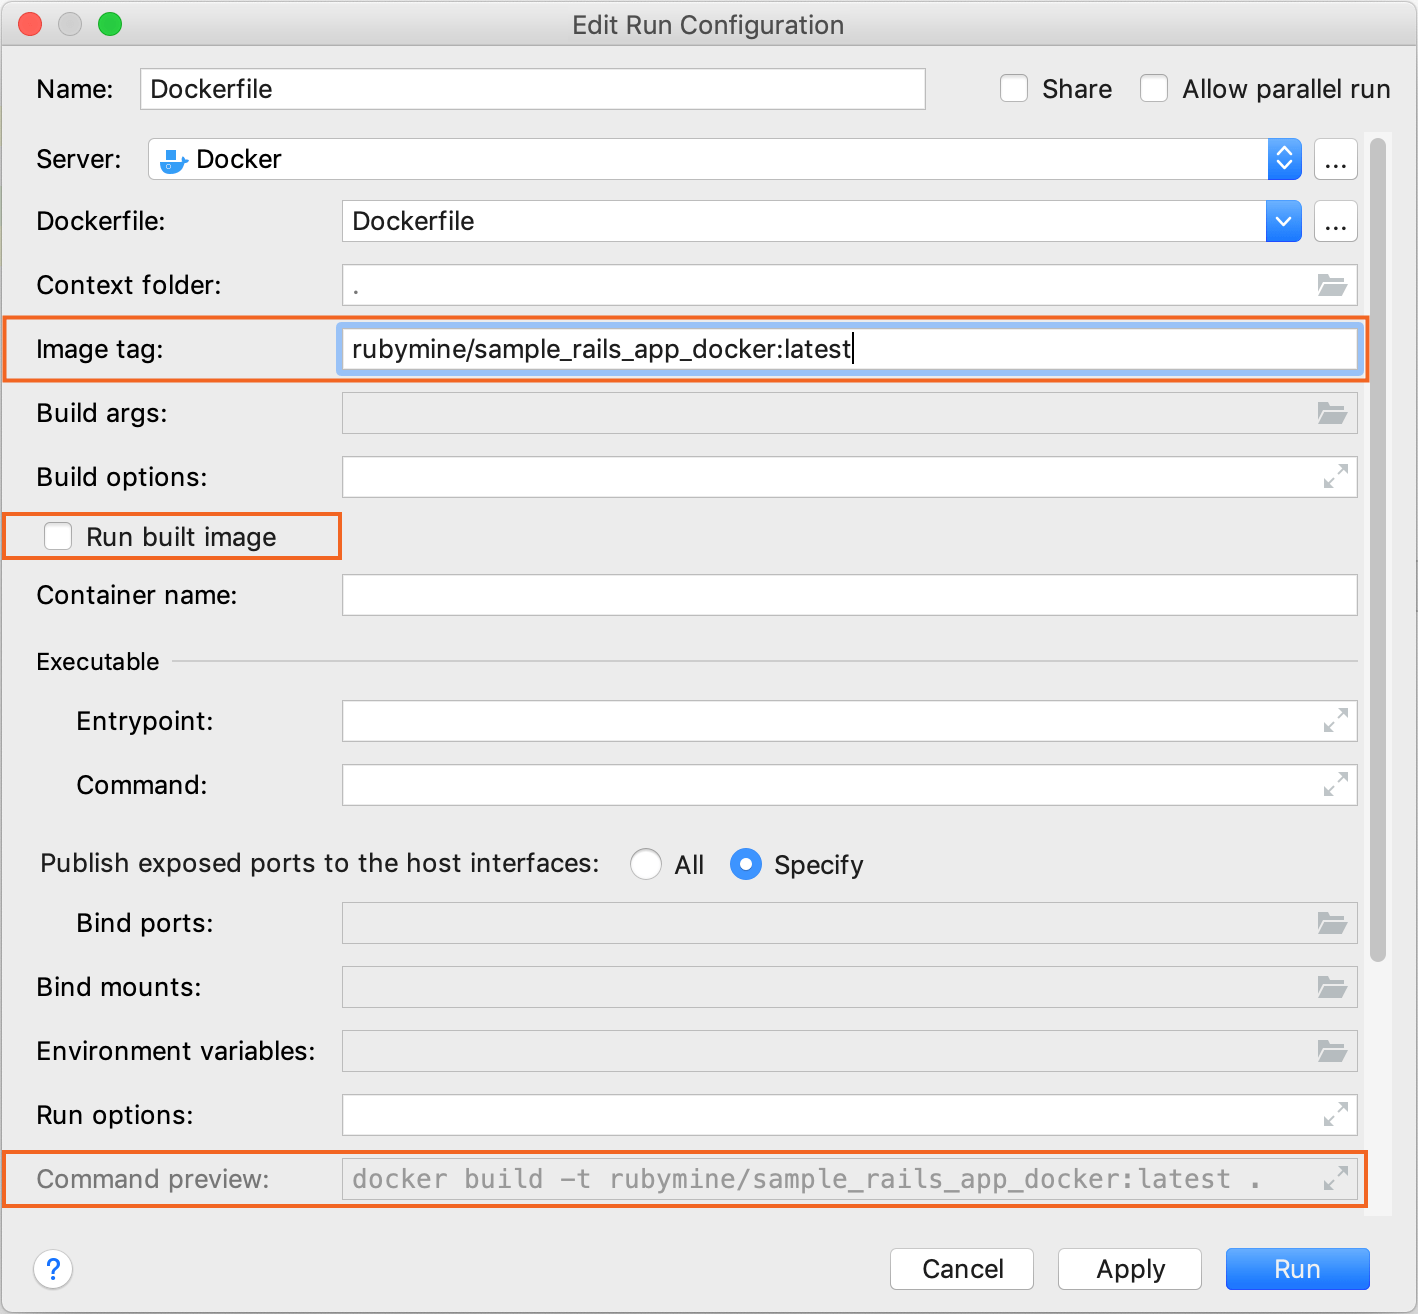 Edit Run Configuration
Name: Dockerfile Share Allow parallel run
Server: Docker ...
Dockerfile: Dockerfile ...
Context folder: .
Image tag: rubymine/sample_rails_app_docker:latest
Build args:
Build options:
Run built image
Container name:
Executable
Entrypoint:
Command:
Publish exposed ports to the host interfaces: All Specify
Bind ports:
Bind mounts:
Environment variables:
Run options:
Command preview: docker build -t rubymine/sample_rails_app_docker:latest .
? Cancel Apply Run